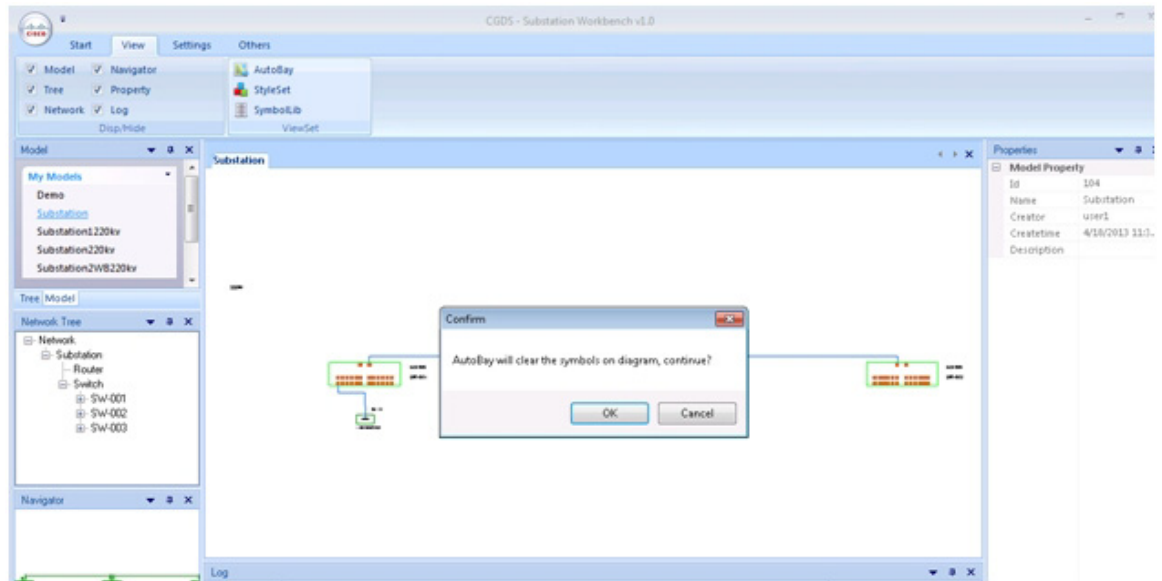 CGDS - Substation Workbench v1.0
CISCO
Start View Settings Others
Model Navigator
Tree Property
Network Log
Disp/Hide
AutoBay
StyleSet
SymbolLib
ViewSet
Model
My Models
Demo
Substation
Substation1220kv
Substation220kv
Substation2WB220kv
Tree Model
Network Tree
Network
Substation
Router
Switch
SW-001
SW-002
SW-003
Navigator
Substation
Confirm
AutoBay will clear the symbols on diagram, continue?
OK Cancel
Log
Properties
Model Property
Id 104
Name Substation
Creator user1
Createtime 4/18/2013 11:
Description